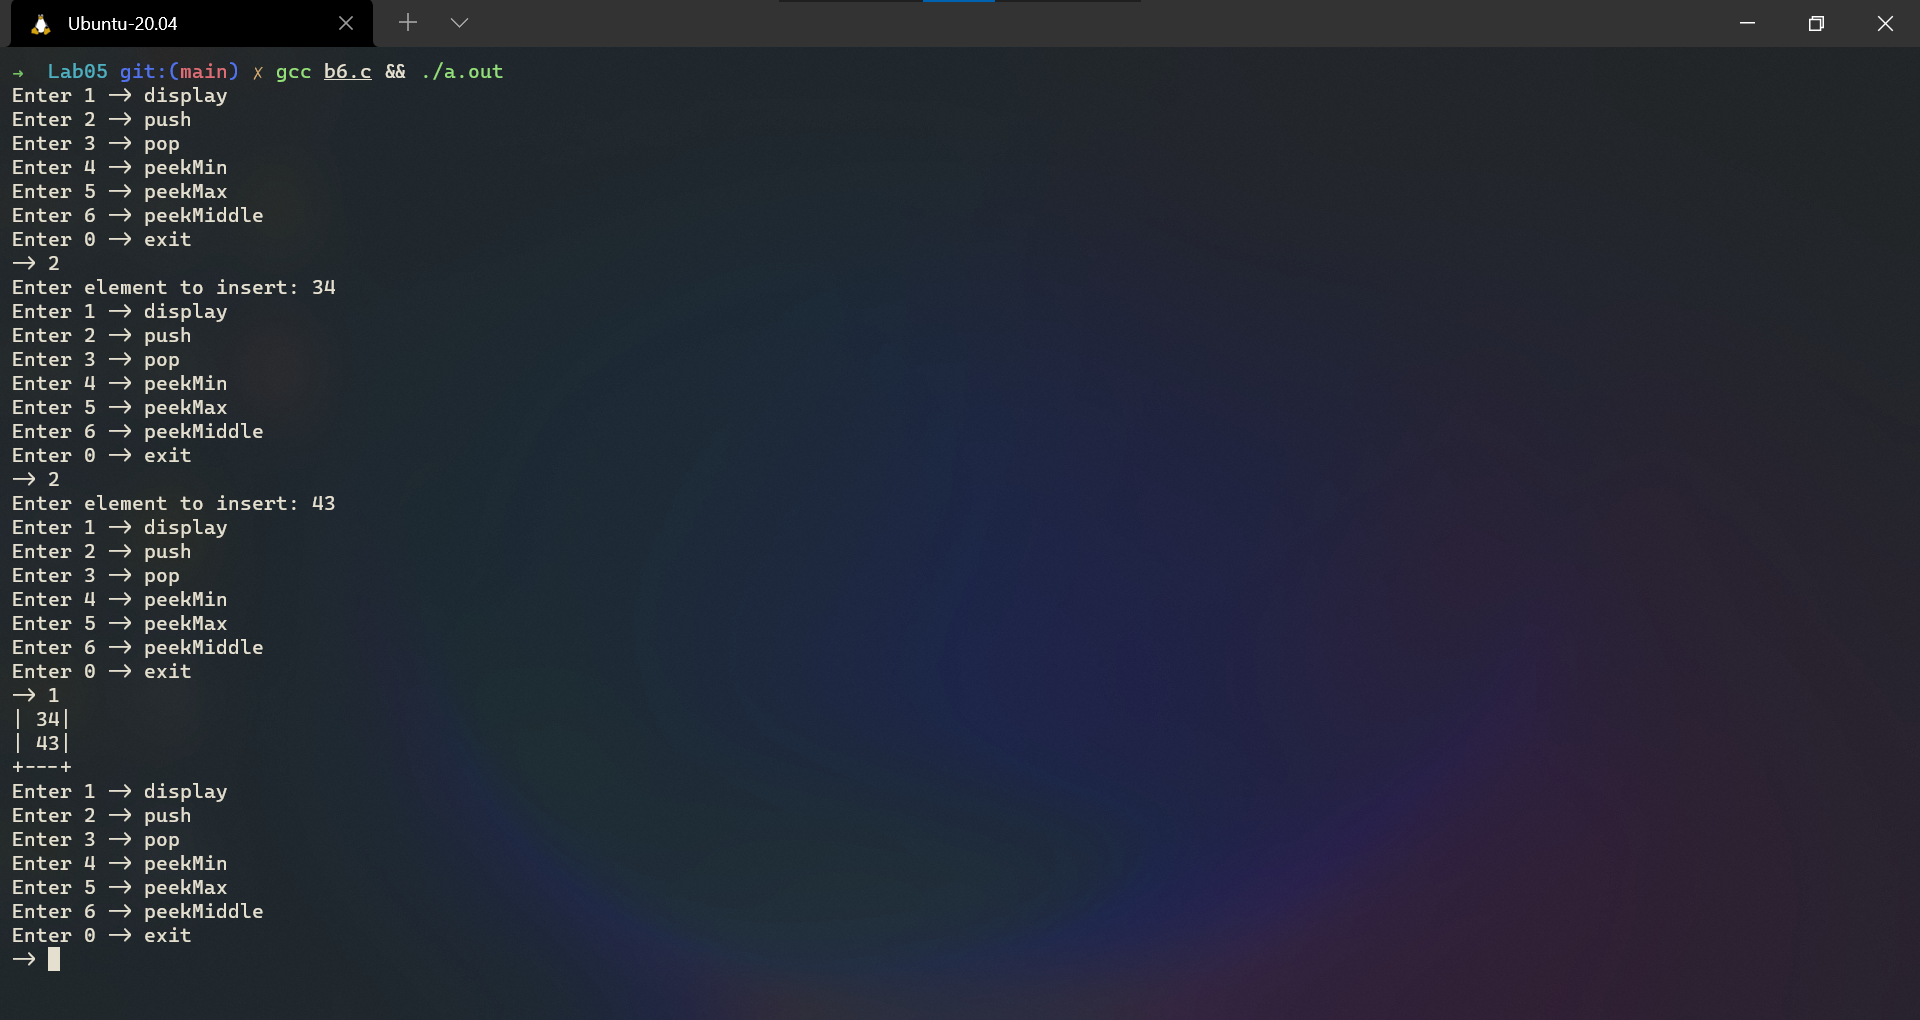 Ubuntu-20.04
→ Lab05 git:(main) ✗ gcc b6.c && ./a.out
Enter 1 → display
Enter 2 → push
Enter 3 → pop
Enter 4 → peekMin
Enter 5 → peekMax
Enter 6 → peekMiddle
Enter 0 → exit
→ 2
Enter element to insert: 34
Enter 1 → display
Enter 2 → push
Enter 3 → pop
Enter 4 → peekMin
Enter 5 → peekMax
Enter 6 → peekMiddle
Enter 0 → exit
→ 2
Enter element to insert: 43
Enter 1 → display
Enter 2 → push
Enter 3 → pop
Enter 4 → peekMin
Enter 5 → peekMax
Enter 6 → peekMiddle
Enter 0 → exit
→ 1
| 34|
| 43|
+---+
Enter 1 → display
Enter 2 → push
Enter 3 → pop
Enter 4 → peekMin
Enter 5 → peekMax
Enter 6 → peekMiddle
Enter 0 → exit
→